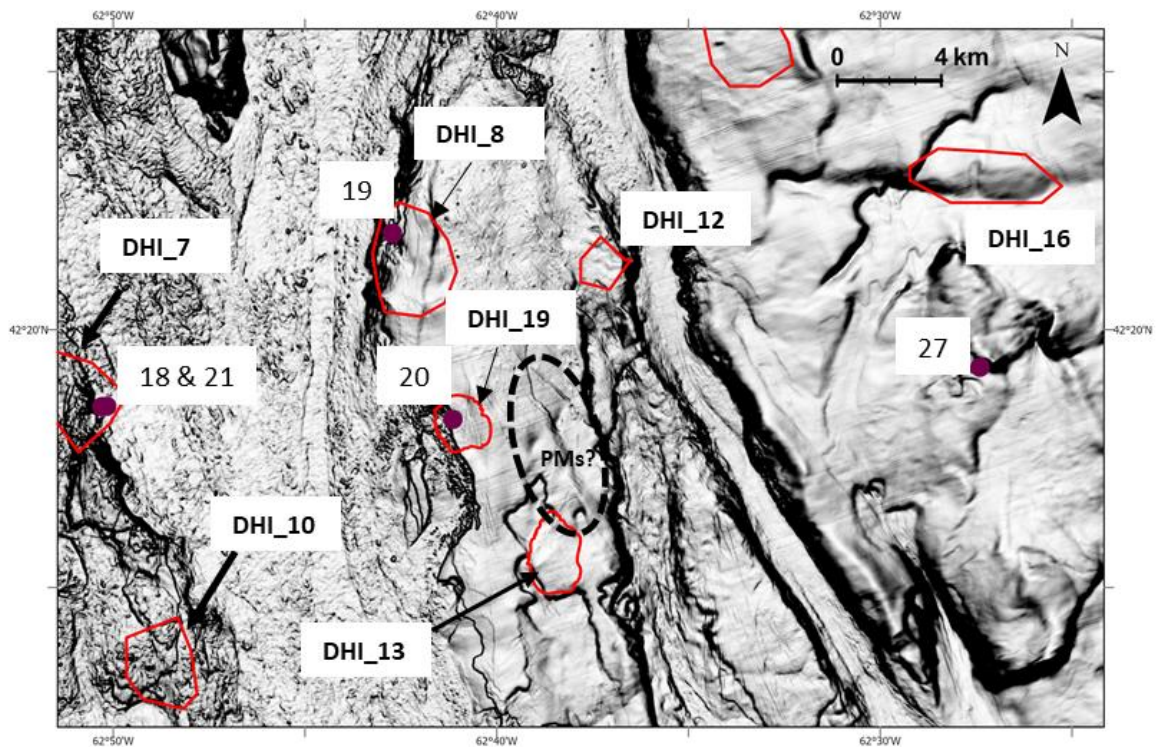 62°50'W 62°40'W 62°30'W
0 4 km
N
DHI_8
19
DHI_12
DHI_16
DHI_7
DHI_19
42°20'N 42°20'N
27
18 & 21
20
PMs?
DHI_10
DHI_13
62°50'W 62°40'W 62°30'W